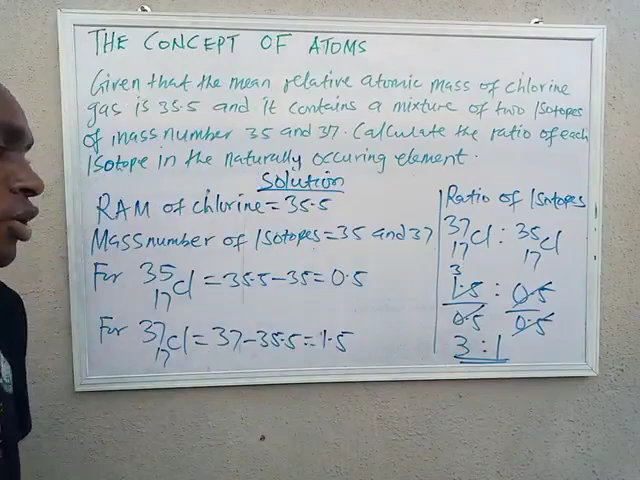 THE CONCEPT OF ATOMS
Given that the mean relative atomic mass of chlorine
gas is 35.5 and it contains a mixture of two Isotopes
of mass number 35 and 37. Calculate the ratio of each
Isotope in the naturally occuring element.
Solution
RAM of chlorine = 35.5
Mass number of Isotopes = 35 and 37
For 35 17 Cl = 35.5 - 35 = 0.5
For 37 17 Cl = 37 - 35.5 = 1.5
Ratio of Isotopes
37 17 Cl : 35 17 Cl
3
1.5 : 0.5
0.5 0.5
3 : 1